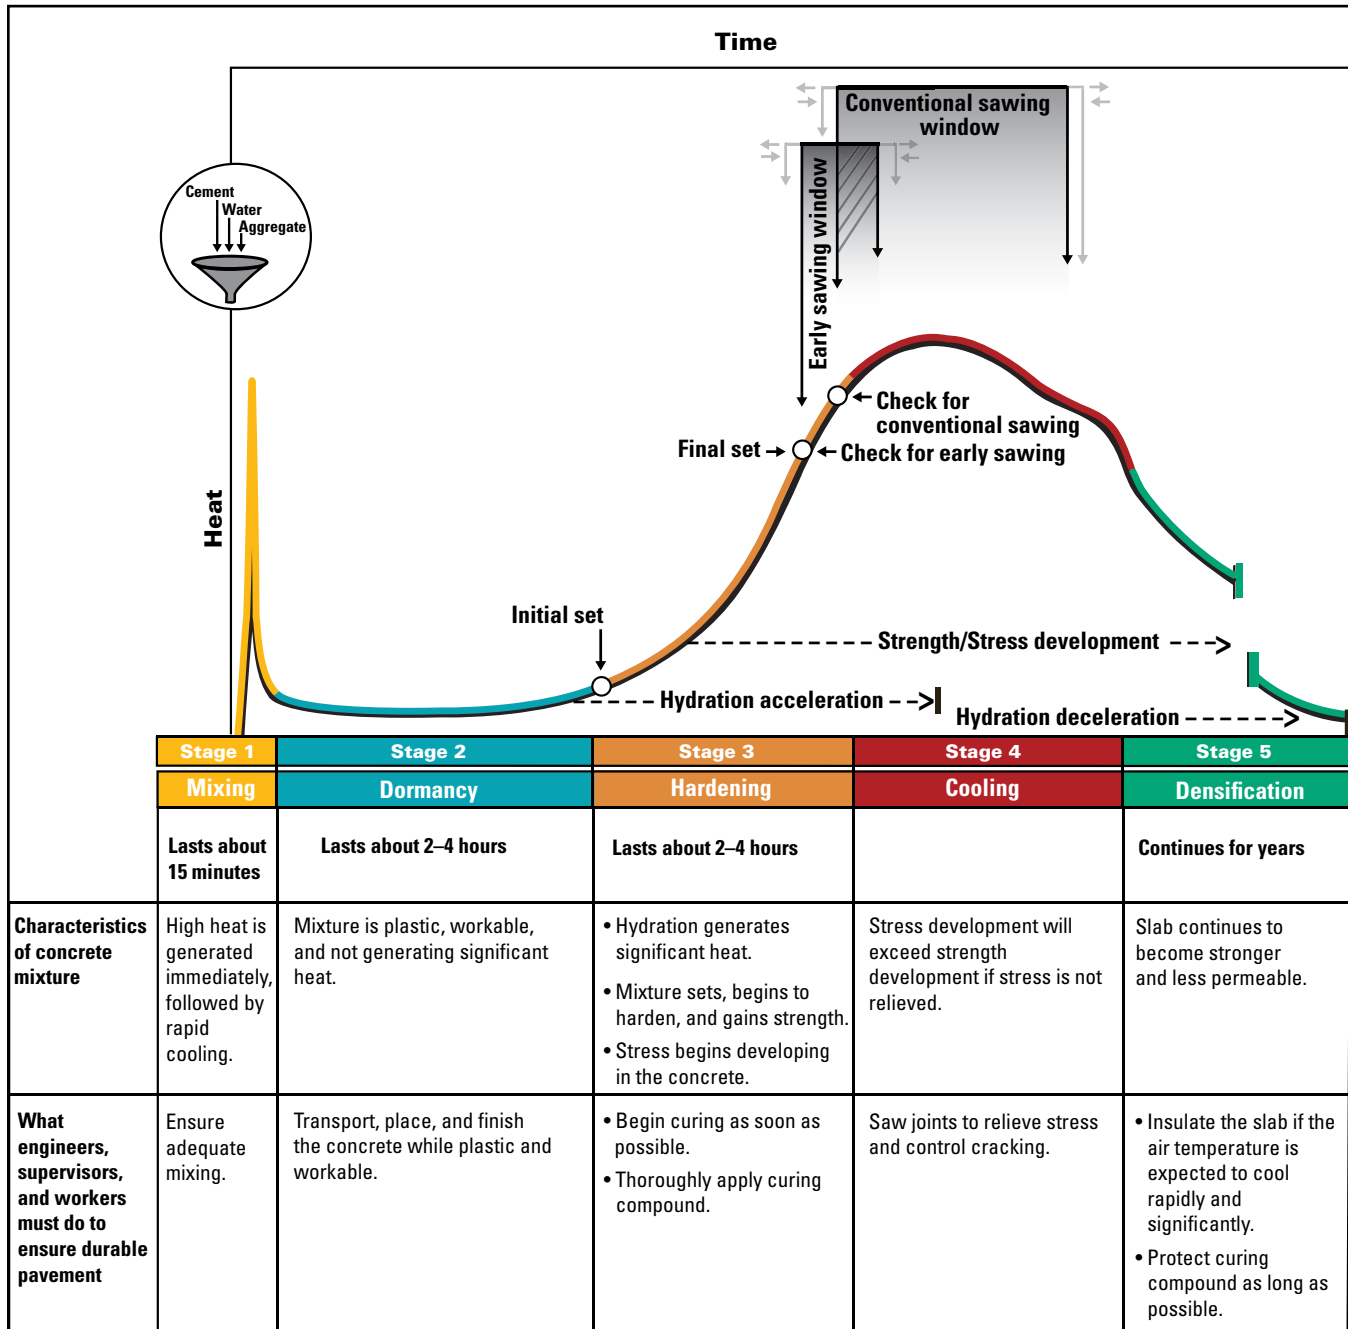 Time
Conventional sawing
window
Early sawing window
Cement
Water
Aggregate
Heat
Check for
conventional sawing
Final set
Check for early sawing
Initial set
Strength/Stress development
Hydration acceleration
Hydration deceleration
Stage 1
Stage 2
Stage 3
Stage 4
Stage 5
Mixing
Dormancy
Hardening
Cooling
Densification
Lasts about
15 minutes
Lasts about 2–4 hours
Lasts about 2–4 hours
Continues for years
Characteristics
of concrete
mixture
High heat is
generated
immediately,
followed by
rapid
cooling.
Mixture is plastic, workable,
and not generating significant
heat.
• Hydration generates
significant heat.
• Mixture sets, begins to
harden, and gains strength.
• Stress begins developing
in the concrete.
Stress development will
exceed strength
development if stress is not
relieved.
Slab continues to
become stronger
and less permeable.
What
engineers,
supervisors,
and workers
must do to
ensure durable
pavement
Ensure
adequate
mixing.
Transport, place, and finish
the concrete while plastic and
workable.
• Begin curing as soon as
possible.
• Thoroughly apply curing
compound.
Saw joints to relieve stress
and control cracking.
• Insulate the slab if the
air temperature is
expected to cool
rapidly and
significantly.
• Protect curing
compound as long as
possible.